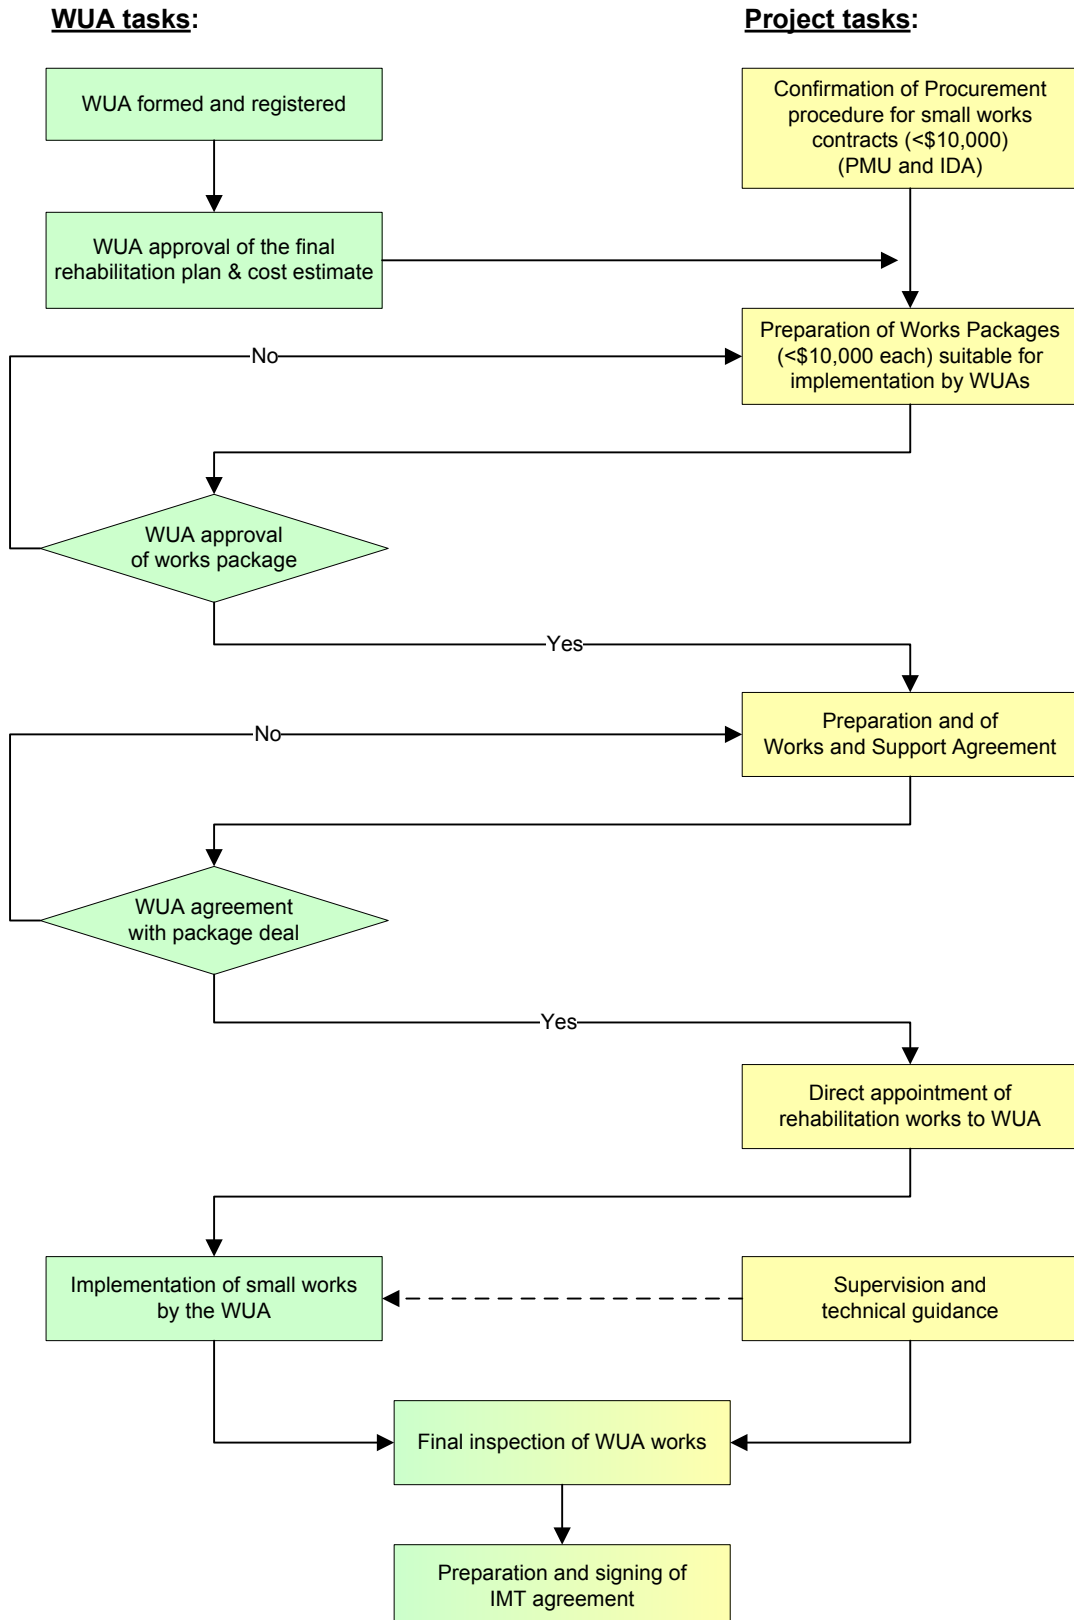 WUA tasks:
Project tasks:
WUA formed and registered
Confirmation of Procurement
procedure for small works
contracts (<$10,000)
(PMU and IDA)
WUA approval of the final
rehabilitation plan & cost estimate
Preparation of Works Packages
(<$10,000 each) suitable for
implementation by WUAs
No
WUA approval
of works package
Yes
Preparation and of
Works and Support Agreement
No
WUA agreement
with package deal
Yes
Direct appointment of
rehabilitation works to WUA
Implementation of small works
by the WUA
Supervision and
technical guidance
Final inspection of WUA works
Preparation and signing of
IMT agreement